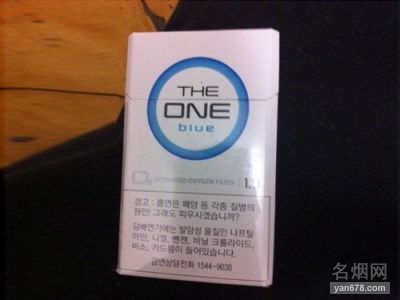 THE
ONE
blue
O₂ ACTIVATED OXYGEN FILTER 1.0
경고 : 흡연은 폐암 등 각종 질병의
원인! 그래도 피우시겠습니까?
담배연기에는 발암성 물질인 나프틸
아민, 니켈, 벤젠, 비닐 크롤라이드,
비소, 카드뮴이 들어있습니다.
금연상담전화 1544-9030
名烟网
yan678.com